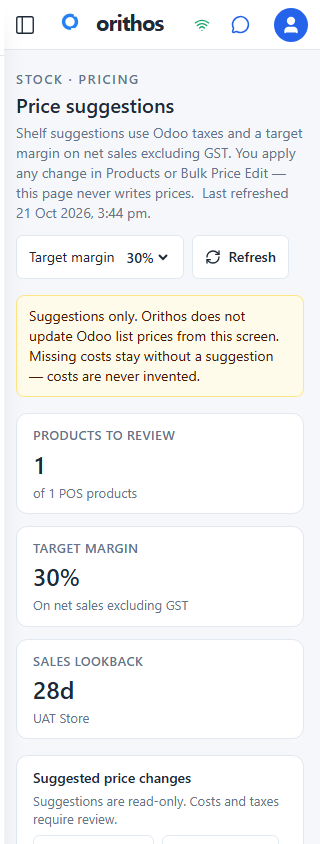 orithos
STOCK · PRICING
Price suggestions
Shelf suggestions use Odoo taxes and a target
margin on net sales excluding GST. You apply
any change in Products or Bulk Price Edit —
this page never writes prices. Last refreshed
21 Oct 2026, 3:44 pm.
Target margin 30% Refresh
Suggestions only. Orithos does not
update Odoo list prices from this screen.
Missing costs stay without a suggestion
— costs are never invented.
PRODUCTS TO REVIEW
1
of 1 POS products
TARGET MARGIN
30%
On net sales excluding GST
SALES LOOKBACK
28d
UAT Store
Suggested price changes
Suggestions are read-only. Costs and taxes
require review.